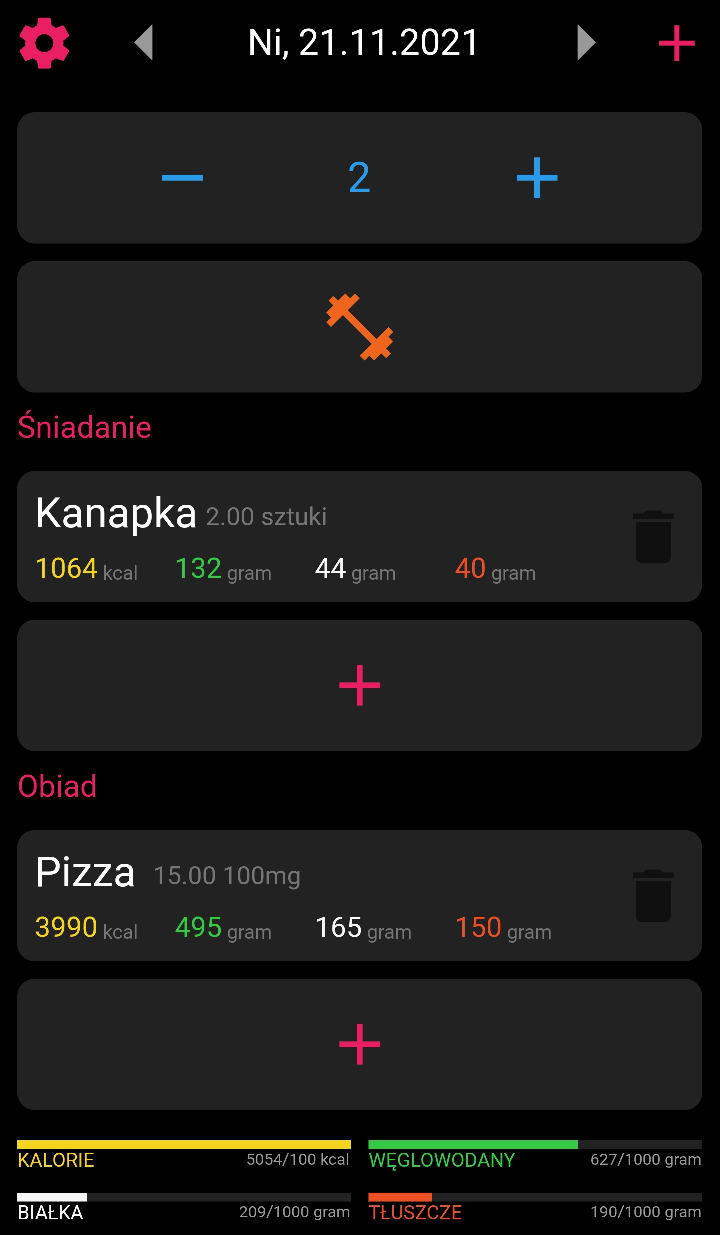 Ni, 21.11.2021
2
Śniadanie
Kanapka 2.00 sztuki
1064 kcal 132 gram 44 gram 40 gram
Obiad
Pizza 15.00 100mg
3990 kcal 495 gram 165 gram 150 gram
KALORIE 5054/100 kcal WĘGLOWODANY 627/1000 gram
BIAŁKA 209/1000 gram TŁUSZCZE 190/1000 gram